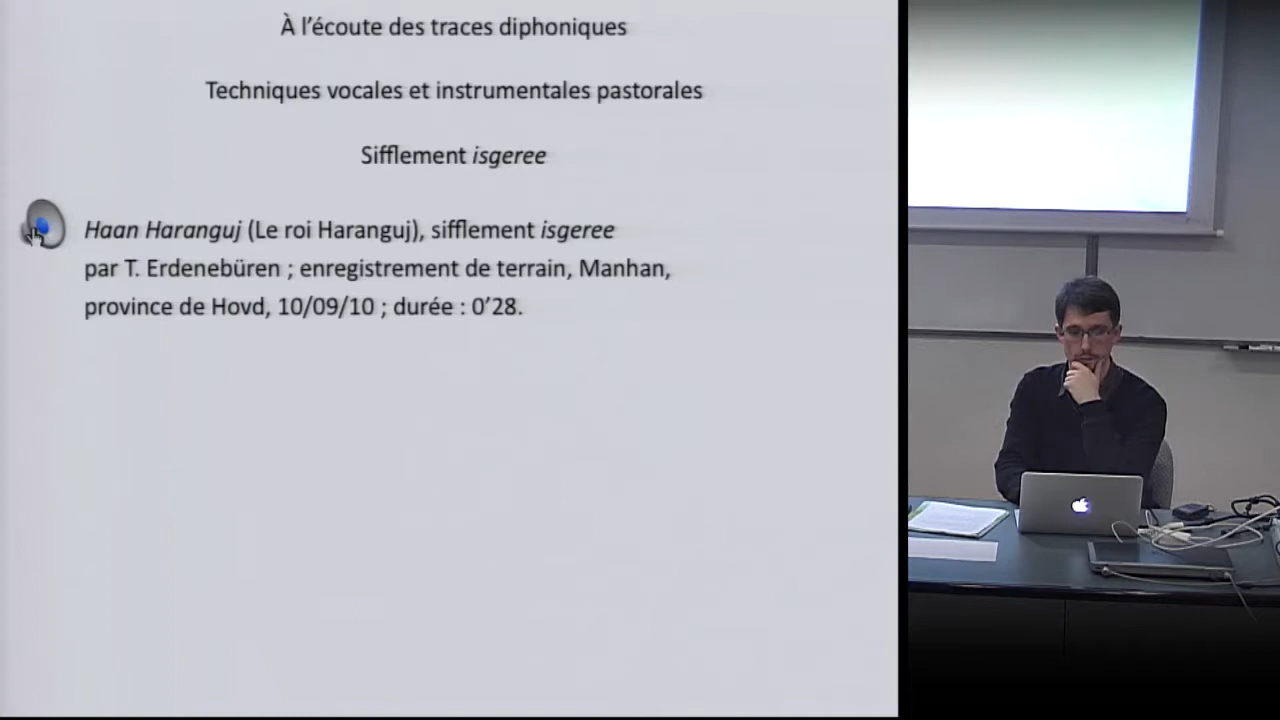 À l’écoute des traces diphoniques
Techniques vocales et instrumentales pastorales
Sifflement isgeree
Haan Haranguj (Le roi Haranguj), sifflement isgeree
par T. Erdenebüren ; enregistrement de terrain, Manhan,
province de Hovd, 10/09/10 ; durée : 0’28.